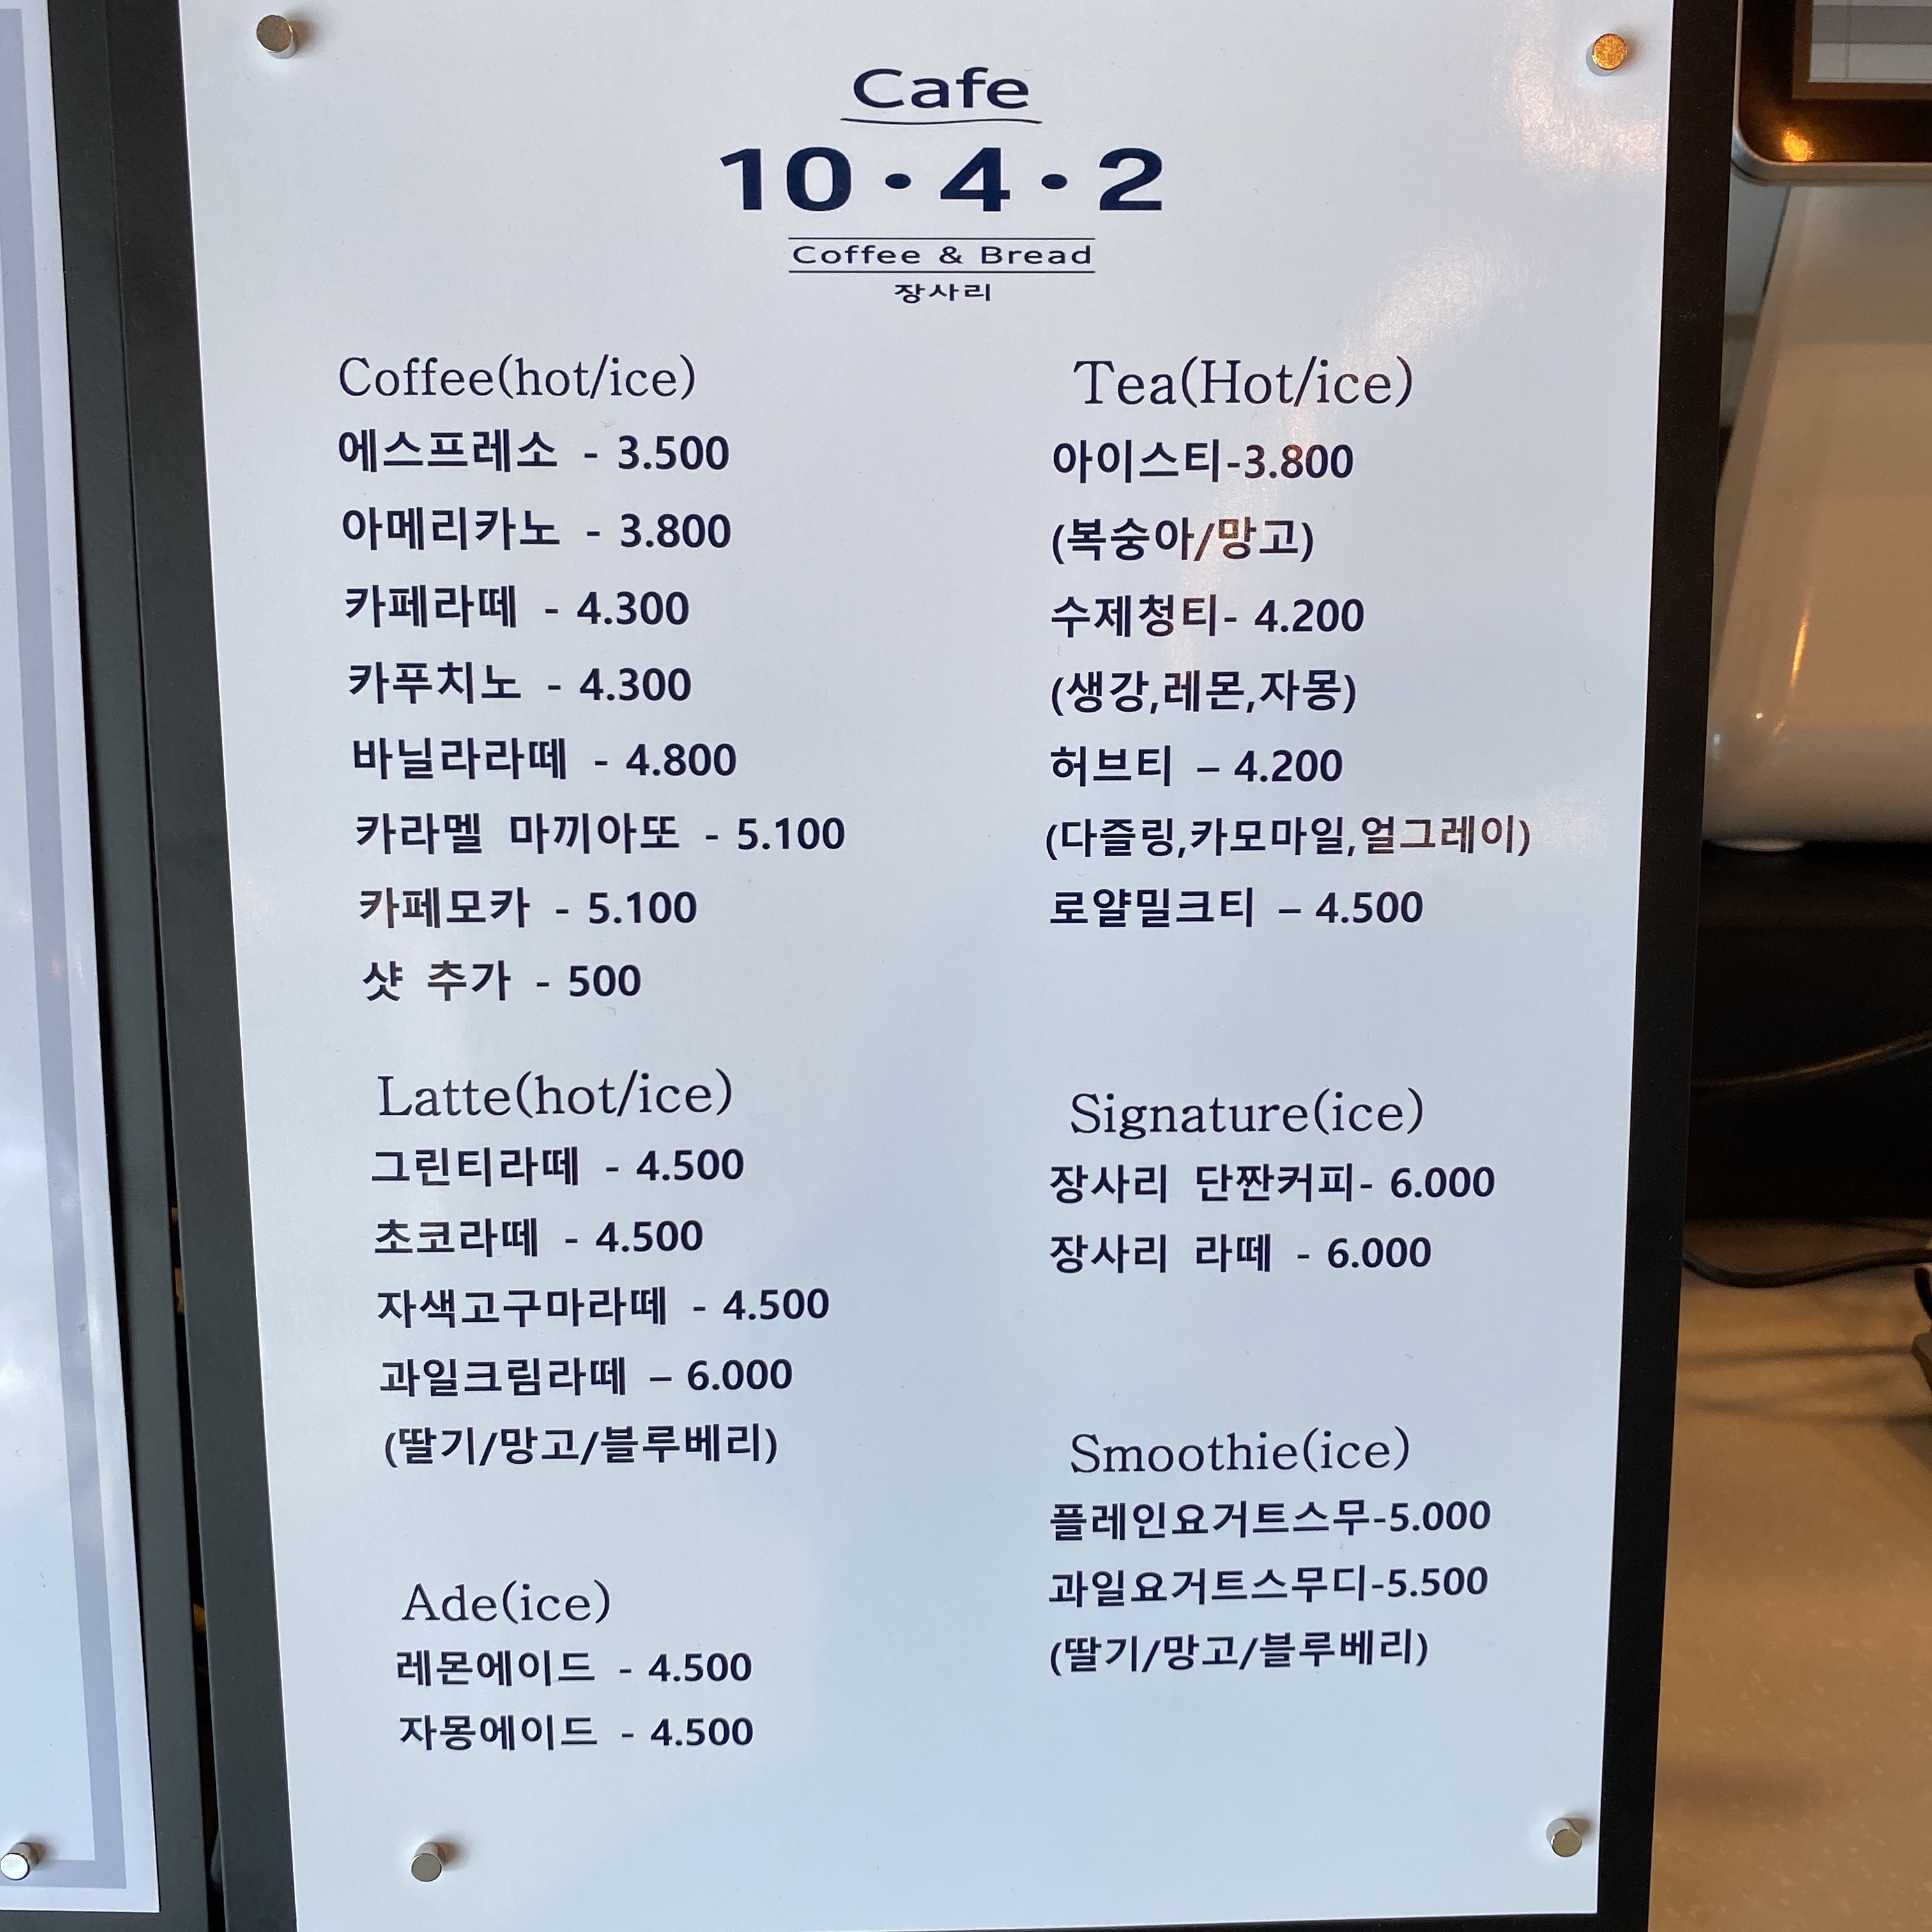 Cafe
10·4·2
Coffee & Bread
장사리
Coffee(hot/ice)
에스프레소 - 3.500
아메리카노 - 3.800
카페라떼 - 4.300
카푸치노 - 4.300
바닐라라떼 - 4.800
카라멜 마끼아또 - 5.100
카페모카 - 5.100
샷 추가 - 500
Latte(hot/ice)
그린티라떼 - 4.500
초코라떼 - 4.500
자색고구마라떼 - 4.500
과일크림라떼 – 6.000
(딸기/망고/블루베리)
Ade(ice)
레몬에이드 - 4.500
자몽에이드 - 4.500
Tea(Hot/ice)
아이스티-3.800
(복숭아/망고)
수제청티- 4.200
(생강,레몬,자몽)
허브티 – 4.200
(다즐링,카모마일,얼그레이)
로얄밀크티 – 4.500
Signature(ice)
장사리 단짠커피- 6.000
장사리 라떼 - 6.000
Smoothie(ice)
플레인요거트스무-5.000
과일요거트스무디-5.500
(딸기/망고/블루베리)